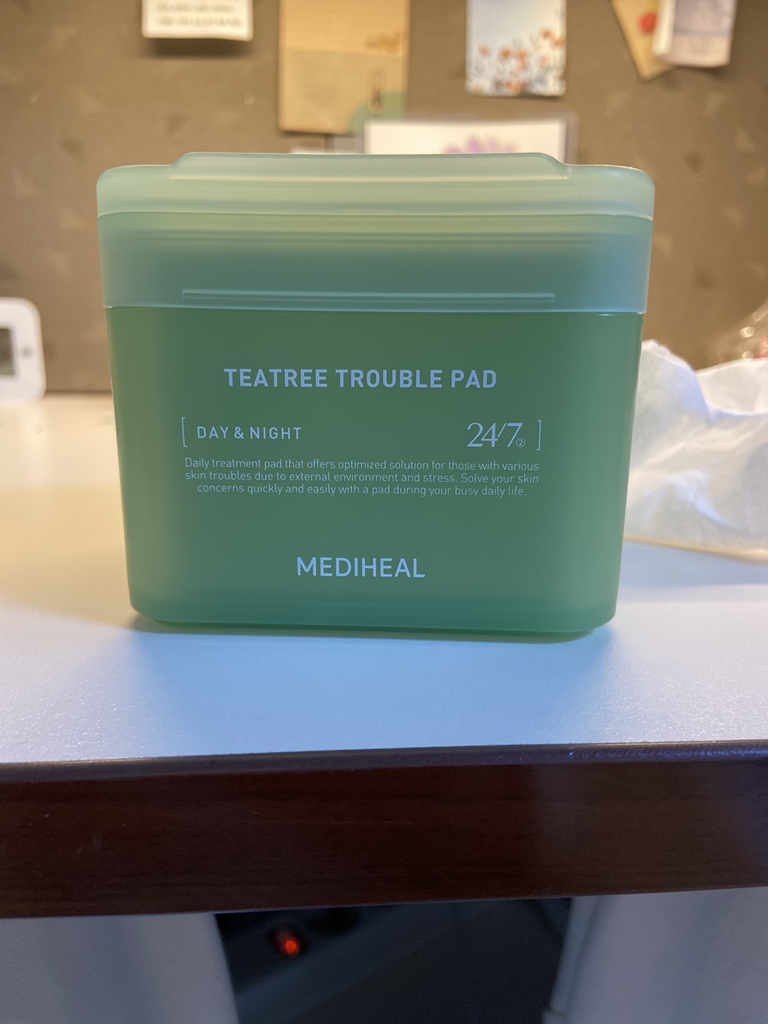 TEATREE TROUBLE PAD
[ DAY & NIGHT 24/7 ② ]
Daily treatment pad that offers optimized solution for those with various
skin troubles due to external environment and stress. Solve your skin
concerns quickly and easily with a pad during your busy daily life.
MEDIHEAL